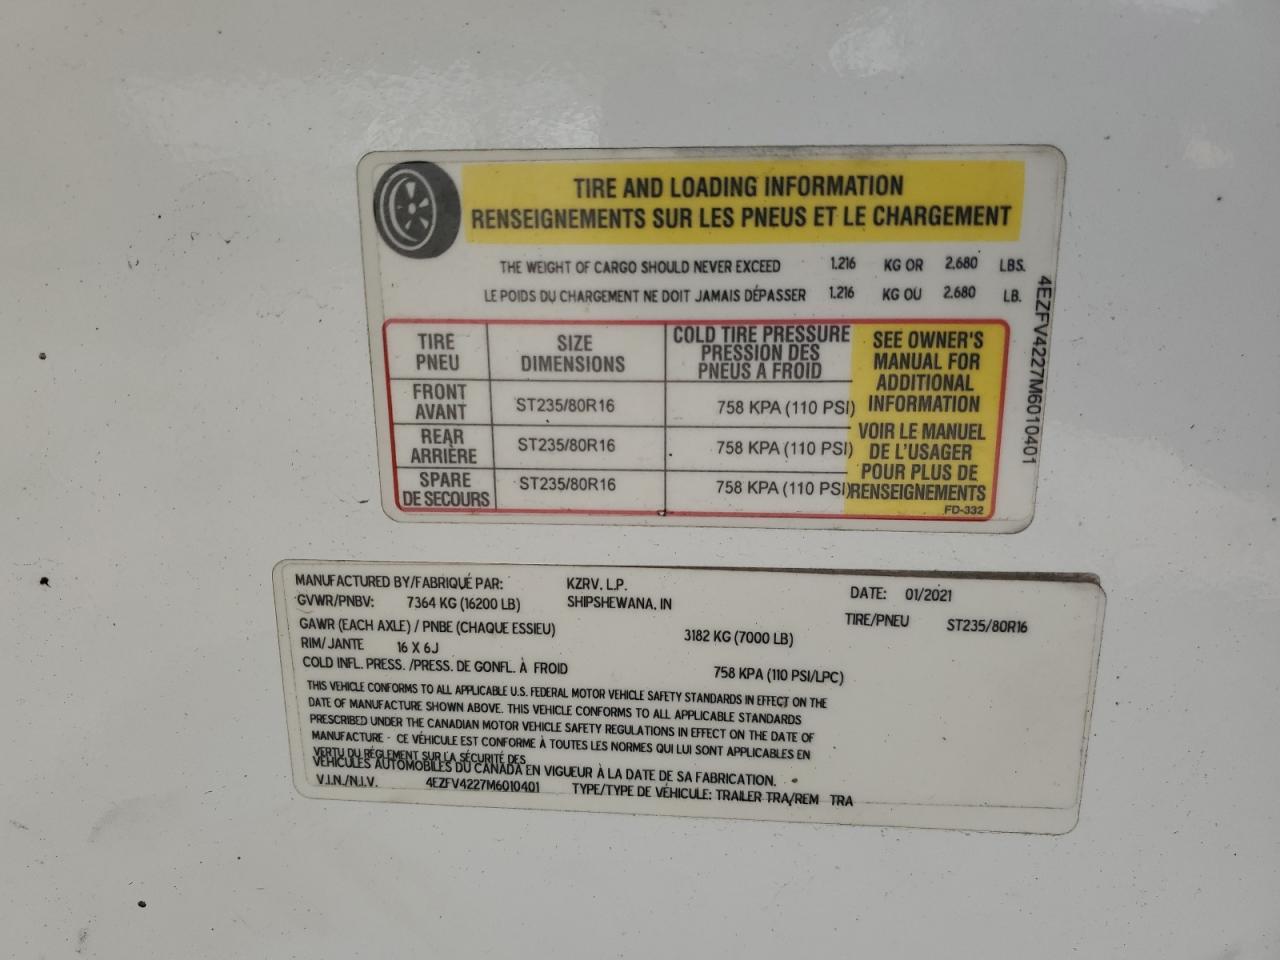 TIRE AND LOADING INFORMATION
RENSEIGNEMENTS SUR LES PNEUS ET LE CHARGEMENT
THE WEIGHT OF CARGO SHOULD NEVER EXCEED 1,216 KG OR 2,680 LBS.
LE POIDS DU CHARGEMENT NE DOIT JAMAIS DÉPASSER 1,216 KG OU 2,680 LB.
TIRE
PNEU
SIZE
DIMENSIONS
COLD TIRE PRESSURE
PRESSION DES
PNEUS A FROID
FRONT
AVANT
ST235/80R16
758 KPA (110 PSI)
REAR
ARRIÈRE
ST235/80R16
758 KPA (110 PSI)
SPARE
DE SECOURS
ST235/80R16
758 KPA (110 PSI)
SEE OWNER'S
MANUAL FOR
ADDITIONAL
INFORMATION
VOIR LE MANUEL
DE L'USAGER
POUR PLUS DE
RENSEIGNEMENTS
FD-332
4EZFV4227M6010401
MANUFACTURED BY/FABRIQUÉ PAR: KZRV, L.P. DATE: 01/2021
GVWR/PNBV: 7364 KG (16200 LB) SHIPSHEWANA, IN TIRE/PNEU ST235/80R16
GAWR (EACH AXLE) / PNBE (CHAQUE ESSIEU) 3182 KG (7000 LB)
RIM/JANTE 16 X 6J
COLD INFL. PRESS. /PRESS. DE GONFL. À FROID 758 KPA (110 PSI/LPC)
THIS VEHICLE CONFORMS TO ALL APPLICABLE U.S. FEDERAL MOTOR VEHICLE SAFETY STANDARDS IN EFFECT ON THE
DATE OF MANUFACTURE SHOWN ABOVE. THIS VEHICLE CONFORMS TO ALL APPLICABLE STANDARDS
PRESCRIBED UNDER THE CANADIAN MOTOR VEHICLE SAFETY REGULATIONS IN EFFECT ON THE DATE OF
MANUFACTURE - CE VÉHICULE EST CONFORME À TOUTES LES NORMES QUI LUI SONT APPLICABLES EN
VERTU DU RÉGLEMENT SUR LA SÉCURITÉ DES
VÉHICULES AUTOMOBILES DU CANADA EN VIGUEUR À LA DATE DE SA FABRICATION.
V.I.N./N.I.V. 4EZFV4227M6010401 TYPE/TYPE DE VÉHICULE: TRAILER TRA/REM TRA